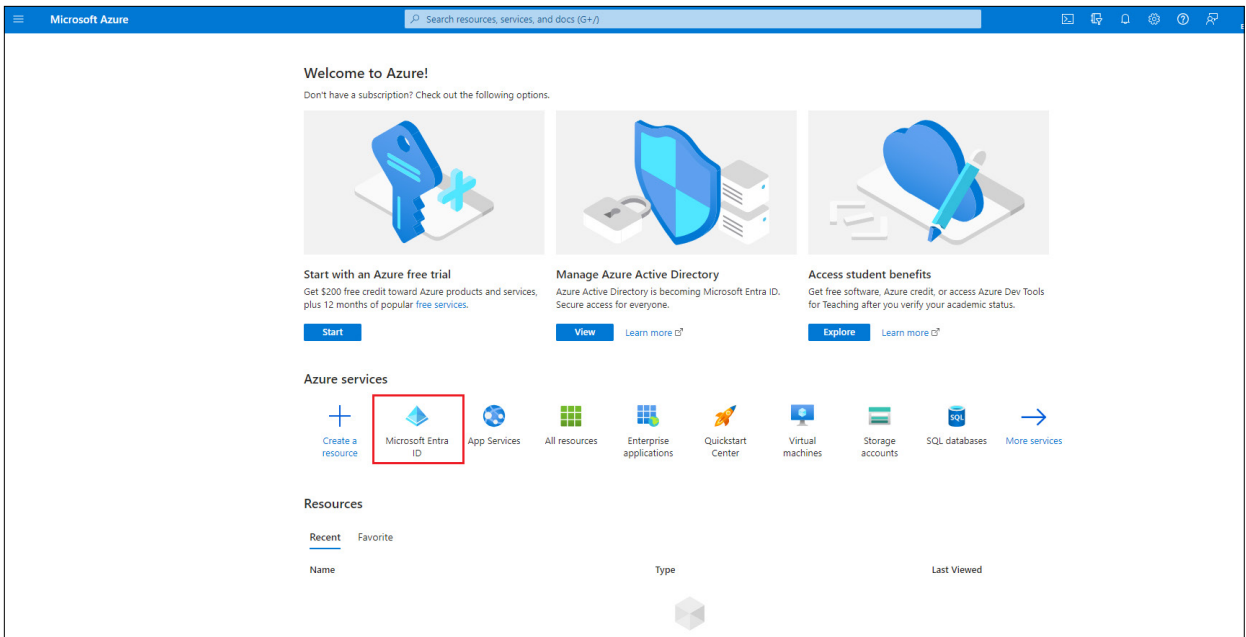 Microsoft Azure
Search resources, services, and docs (G+/)
Welcome to Azure!
Don't have a subscription? Check out the following options.
Start with an Azure free trial
Get $200 free credit toward Azure products and services,
plus 12 months of popular free services.
Start
Manage Azure Active Directory
Azure Active Directory is becoming Microsoft Entra ID.
Secure access for everyone.
View Learn more
Access student benefits
Get free software, Azure credit, or access Azure Dev Tools
for Teaching after you verify your academic status.
Explore Learn more
Azure services
Create a
resource
Microsoft Entra
ID
App Services
All resources
Enterprise
applications
Quickstart
Center
Virtual
machines
Storage
accounts
SQL
SQL databases
More services
Resources
Recent Favorite
Name Type Last Viewed